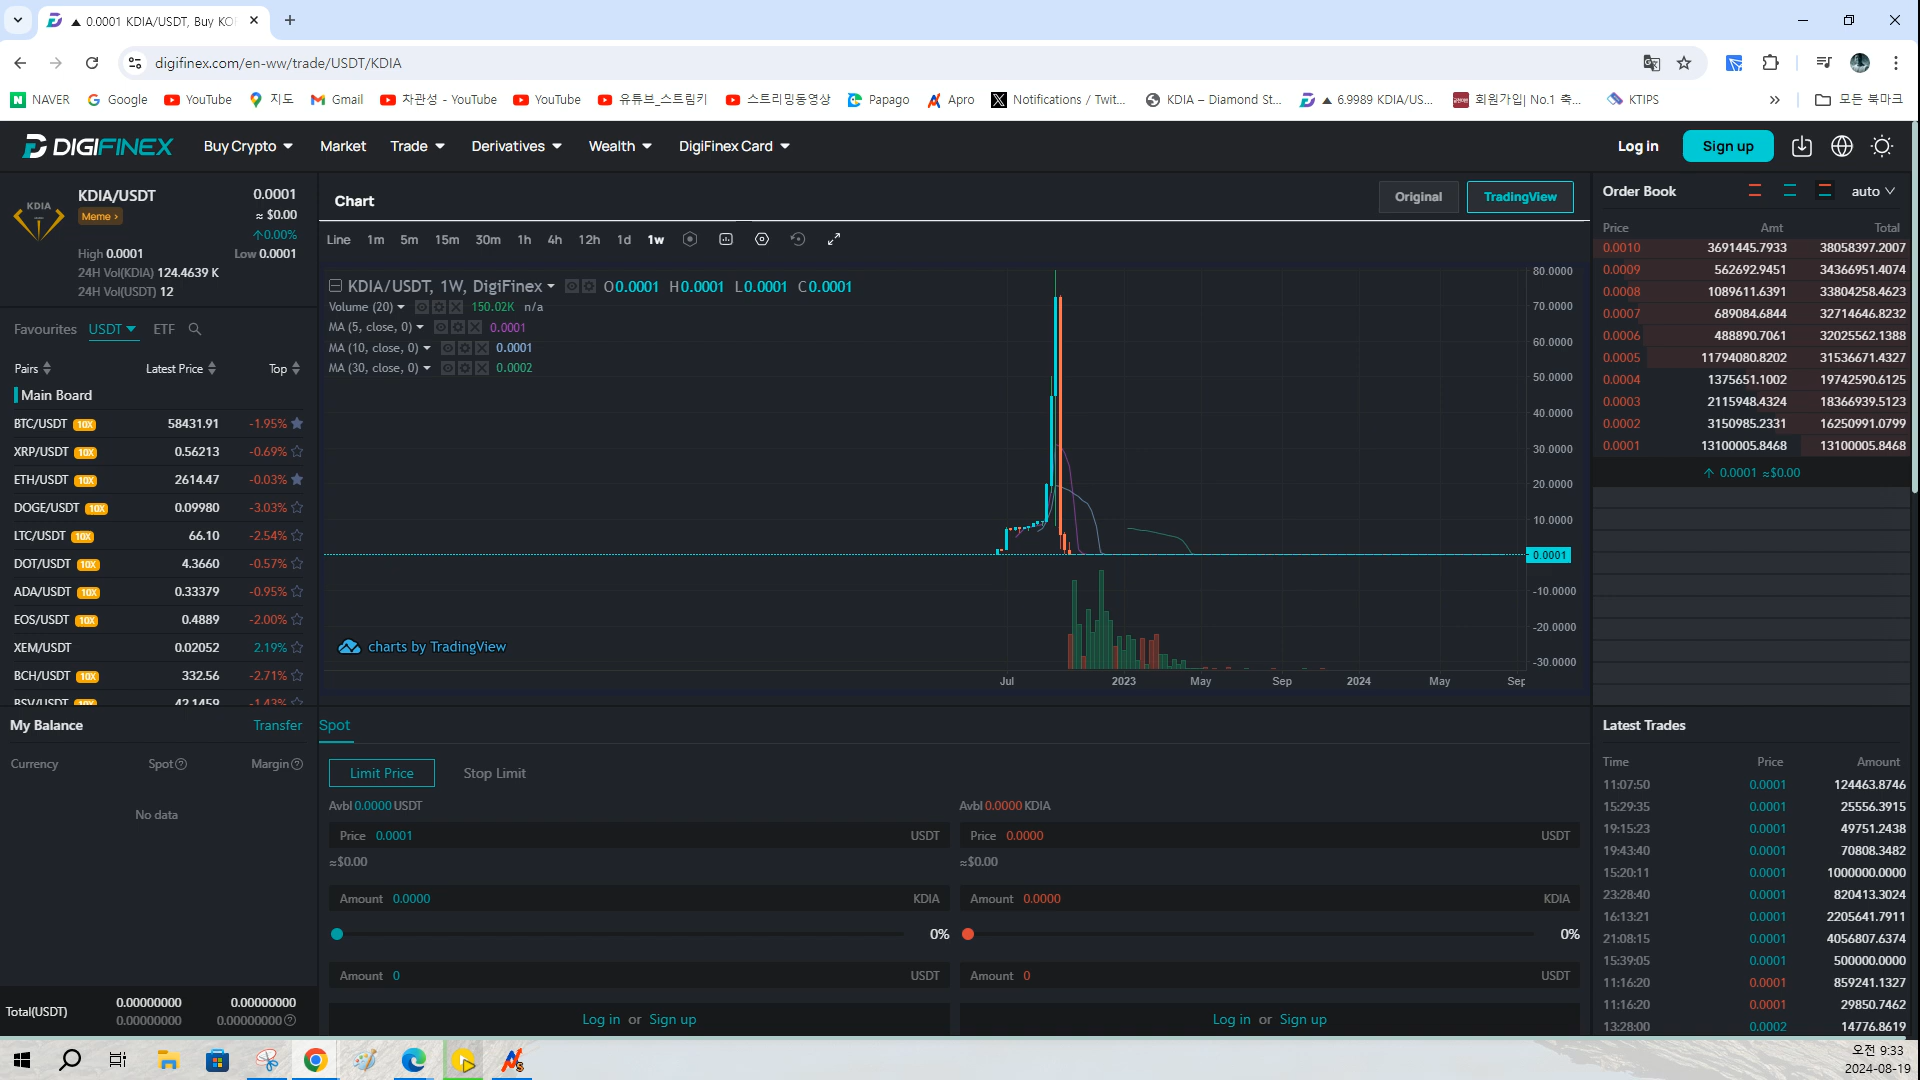 ▲ 0.0001 KDIA/USDT, Buy KO
digifinex.com/en-ww/trade/USDT/KDIA
NAVER Google YouTube 지도 Gmail 차관성 - YouTube YouTube 유튜브_스트림키 스트리밍동영상 Papago Apro Notifications / Twit... KDIA – Diamond St... ▲ 6.9989 KDIA/US... 회원가입| No.1 축... KTIPS » 모든 북마크
DIGIFINEX Buy Crypto Market Trade Derivatives Wealth DigiFinex Card Log in Sign up
KDIA
KDIA/USDT 0.0001
Meme › ≈ $0.00
↑0.00%
High 0.0001 Low 0.0001
24H Vol(KDIA) 124.4639 K
24H Vol(USDT) 12
Favourites USDT ETF
Pairs Latest Price Top
Main Board
BTC/USDT 10X 58431.91 -1.95%
XRP/USDT 10X 0.56213 -0.69%
ETH/USDT 10X 2614.47 -0.03%
DOGE/USDT 10X 0.09980 -3.03%
LTC/USDT 10X 66.10 -2.54%
DOT/USDT 10X 4.3660 -0.57%
ADA/USDT 10X 0.33379 -0.95%
EOS/USDT 10X 0.4889 -2.00%
XEM/USDT 0.02052 2.19%
BCH/USDT 10X 332.56 -2.71%
BSV/USDT 10X 42.1459 -1.43%
My Balance Transfer
Currency Spot Margin
No data
Total(USDT) 0.00000000 0.00000000
0.00000000 0.00000000
Chart Original TradingView
Line 1m 5m 15m 30m 1h 4h 12h 1d 1w
KDIA/USDT, 1W, DigiFinex O0.0001 H0.0001 L0.0001 C0.0001
Volume (20) 150.02K n/a
MA (5, close, 0) 0.0001
MA (10, close, 0) 0.0001
MA (30, close, 0) 0.0002
80.0000
70.0000
60.0000
50.0000
40.0000
30.0000
20.0000
10.0000
0.0001
-10.0000
-20.0000
-30.0000
charts by TradingView
Jul 2023 May Sep 2024 May Sep
Spot
Limit Price Stop Limit
Avbl 0.0000 USDT
Price 0.0001 USDT
≈$0.00
Amount 0.0000 KDIA
0%
Amount 0 USDT
Log in or Sign up
Avbl 0.0000 KDIA
Price 0.0000 USDT
≈$0.00
Amount 0.0000 KDIA
0%
Amount 0 USDT
Log in or Sign up
Order Book auto
Price Amt Total
0.0010 3691445.7933 38058397.2007
0.0009 562692.9451 34366951.4074
0.0008 1089611.6391 33804258.4623
0.0007 689084.6844 32714646.8232
0.0006 488890.7061 32025562.1388
0.0005 11794080.8202 31536671.4327
0.0004 1375651.1002 19742590.6125
0.0003 2115948.4324 18366939.5123
0.0002 3150985.2331 16250991.0799
0.0001 13100005.8468 13100005.8468
↑ 0.0001 ≈$0.00
Latest Trades
Time Price Amount
11:07:50 0.0001 124463.8746
15:29:35 0.0001 25556.3915
19:15:23 0.0001 49751.2438
19:43:40 0.0001 70808.3482
15:20:11 0.0001 1000000.0000
23:28:40 0.0001 820413.3024
16:13:21 0.0001 2205641.7911
21:08:15 0.0001 4056807.6374
15:39:05 0.0001 500000.0000
11:16:20 0.0001 859241.1327
11:16:20 0.0001 29850.7462
13:28:00 0.0002 14776.8619
오전 9:33
2024-08-19